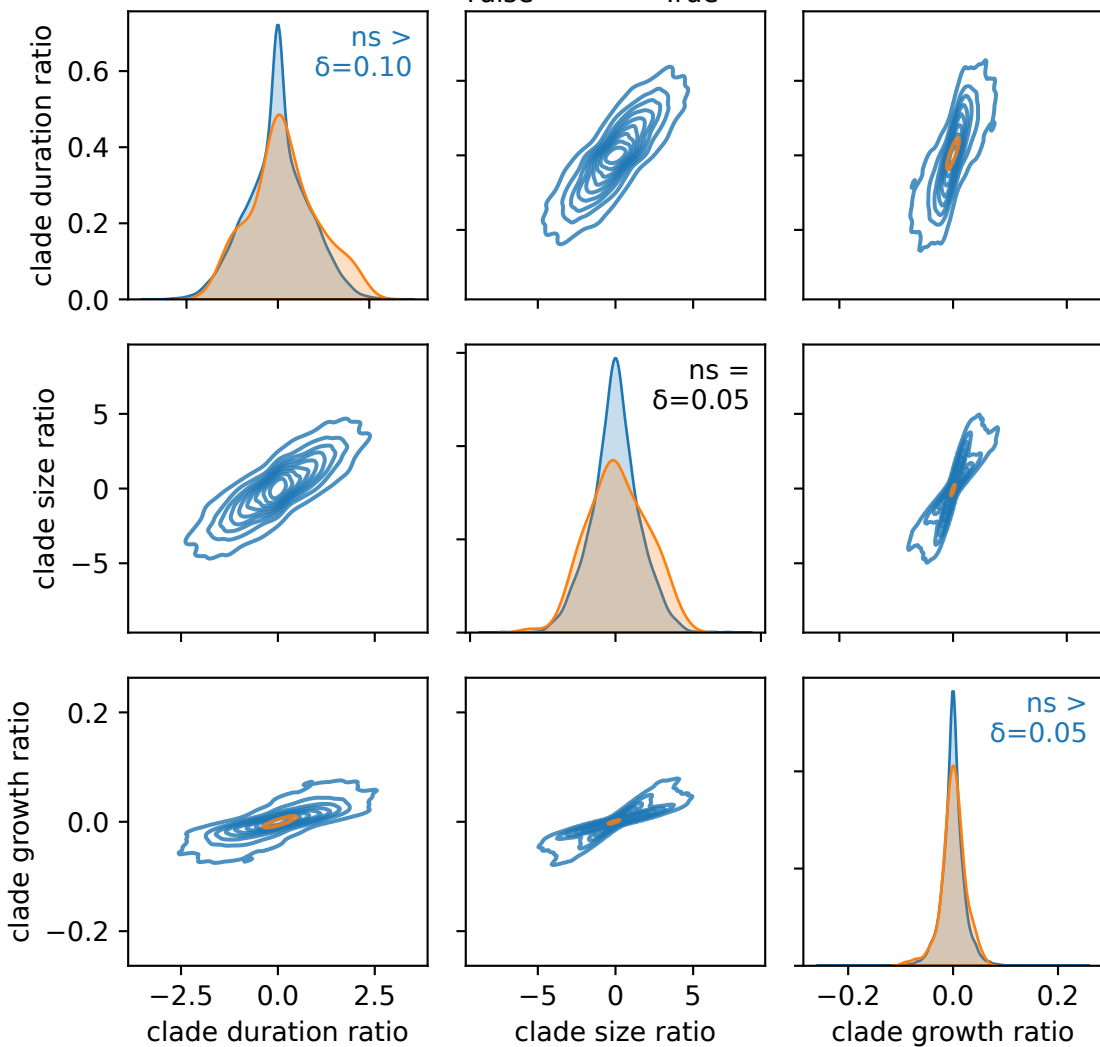 clade duration ratio
0.6
0.4
0.2
0.0
ns >
δ=0.10
clade size ratio
5
0
−5
ns =
δ=0.05
clade growth ratio
0.2
0.0
−0.2
ns >
δ=0.05
−2.5 0.0 2.5
−5 0 5
−0.2 0.0 0.2
clade duration ratio
clade size ratio
clade growth ratio